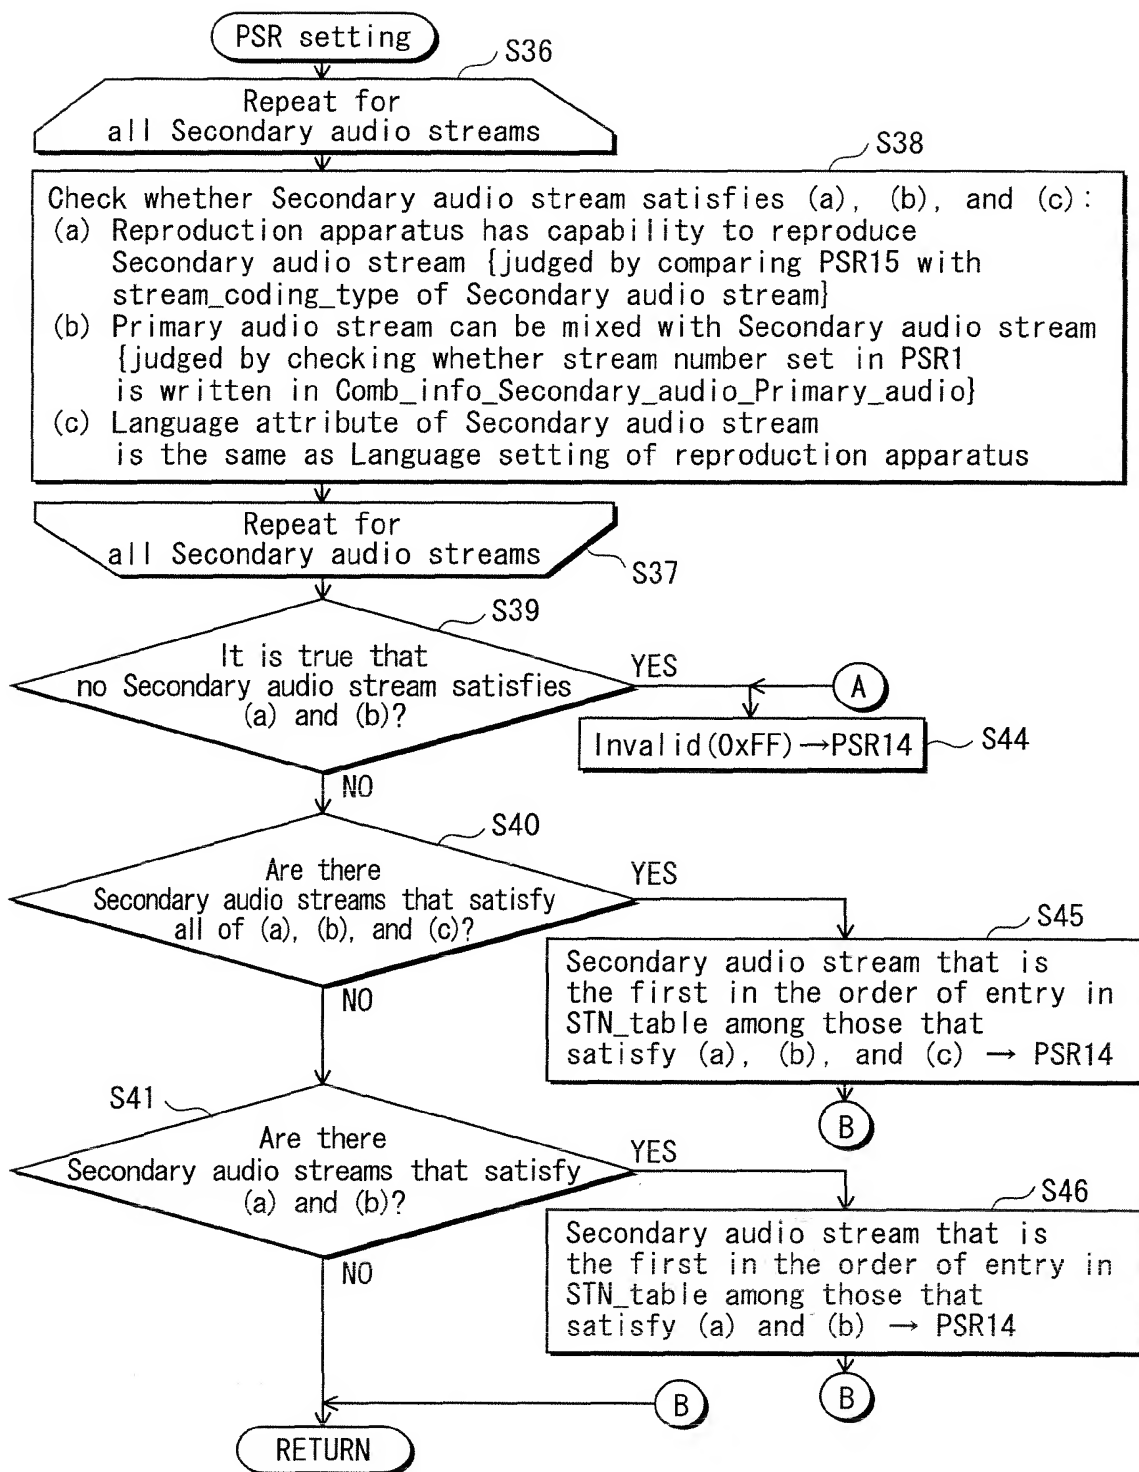 PSR setting
S36
Repeat for
all Secondary audio streams
S38
Check whether Secondary audio stream satisfies (a), (b), and (c):
(a) Reproduction apparatus has capability to reproduce
Secondary audio stream {judged by comparing PSR15 with
stream_coding_type of Secondary audio stream}
(b) Primary audio stream can be mixed with Secondary audio stream
{judged by checking whether stream number set in PSR1
is written in Comb_info_Secondary_audio_Primary_audio}
(c) Language attribute of Secondary audio stream
is the same as Language setting of reproduction apparatus
Repeat for
all Secondary audio streams
S37
S39
It is true that
no Secondary audio stream satisfies
(a) and (b)?
YES
A
Invalid(0xFF)→PSR14
S44
NO
S40
Are there
Secondary audio streams that satisfy
all of (a), (b), and (c)?
YES
S45
Secondary audio stream that is
the first in the order of entry in
STN_table among those that
satisfy (a), (b), and (c) → PSR14
NO
B
S41
Are there
Secondary audio streams that satisfy
(a) and (b)?
YES
S46
Secondary audio stream that is
the first in the order of entry in
STN_table among those that
satisfy (a) and (b) → PSR14
NO
B
B
RETURN